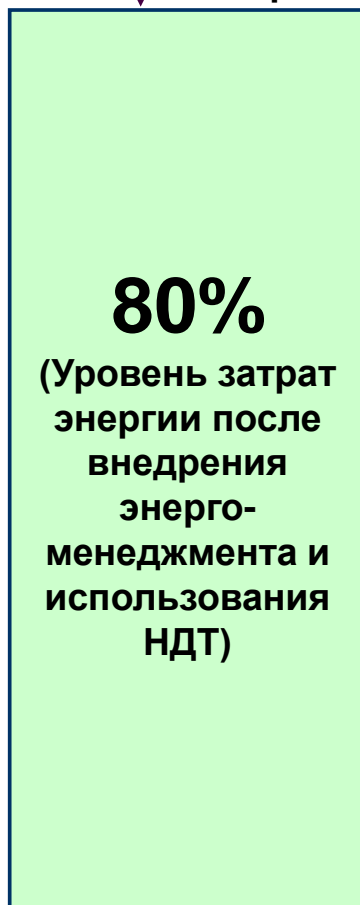 80%
(Уровень затрат
энергии после
внедрения
энерго-
менеджмента и
использования
НДТ)